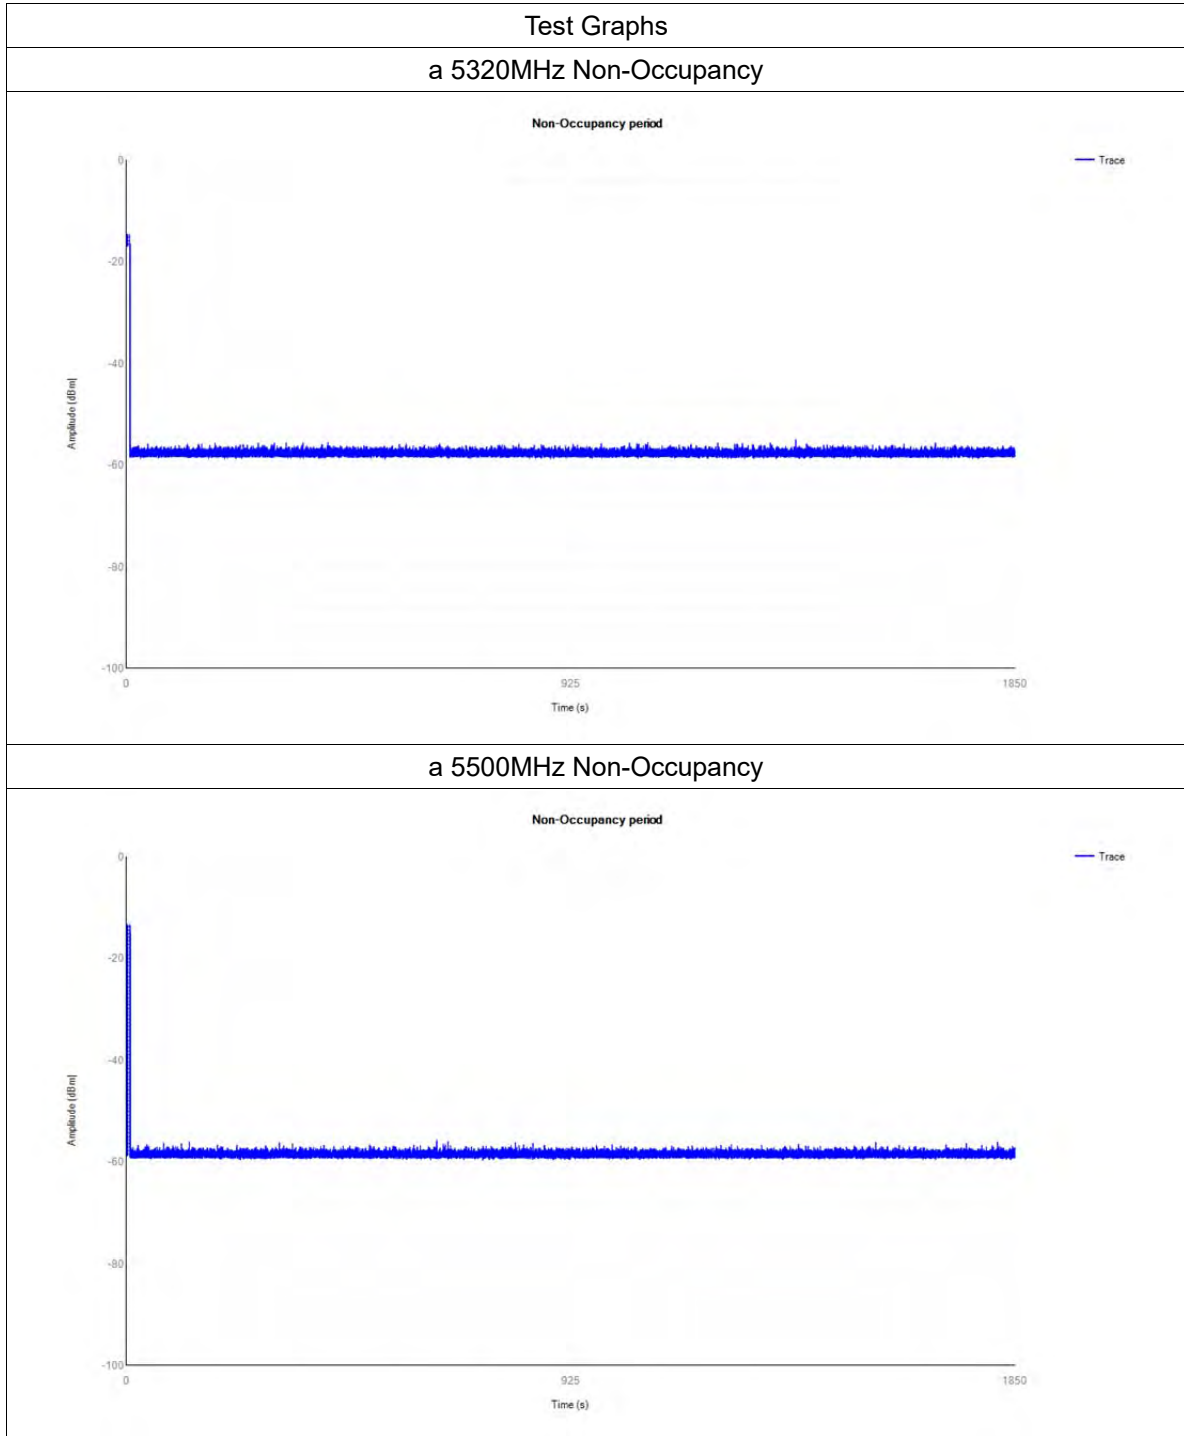 Test Graphs
a 5320MHz Non-Occupancy
Non-Occupancy period
Trace
0
-20
-40
-60
-80
-100
Amplitude [dBm]
0 925 1850
Time (s)
a 5500MHz Non-Occupancy
Non-Occupancy period
Trace
0
-20
-40
-60
-80
-100
Amplitude [dBm]
0 925 1850
Time (s)